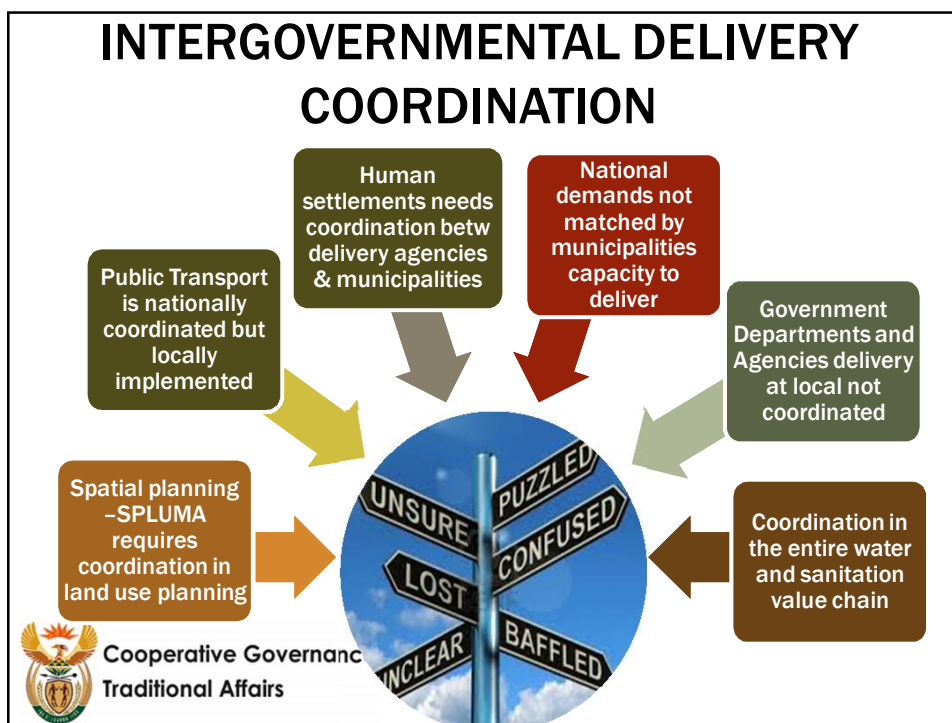 INTERGOVERNMENTAL DELIVERY
COORDINATION
Human
settlements needs
coordination betw
delivery agencies
& municipalities
National
demands not
matched by
municipalities
capacity to
deliver
Public Transport
is nationally
coordinated but
locally
implemented
Government
Departments and
Agencies delivery
at local not
coordinated
Spatial planning
–SPLUMA
requires
coordination in
land use planning
Coordination in
the entire water
and sanitation
value chain
UNSURE
PUZZLED
CONFUSED
LOST
UNCLEAR
BAFFLED
Cooperative Governanc
Traditional Affairs